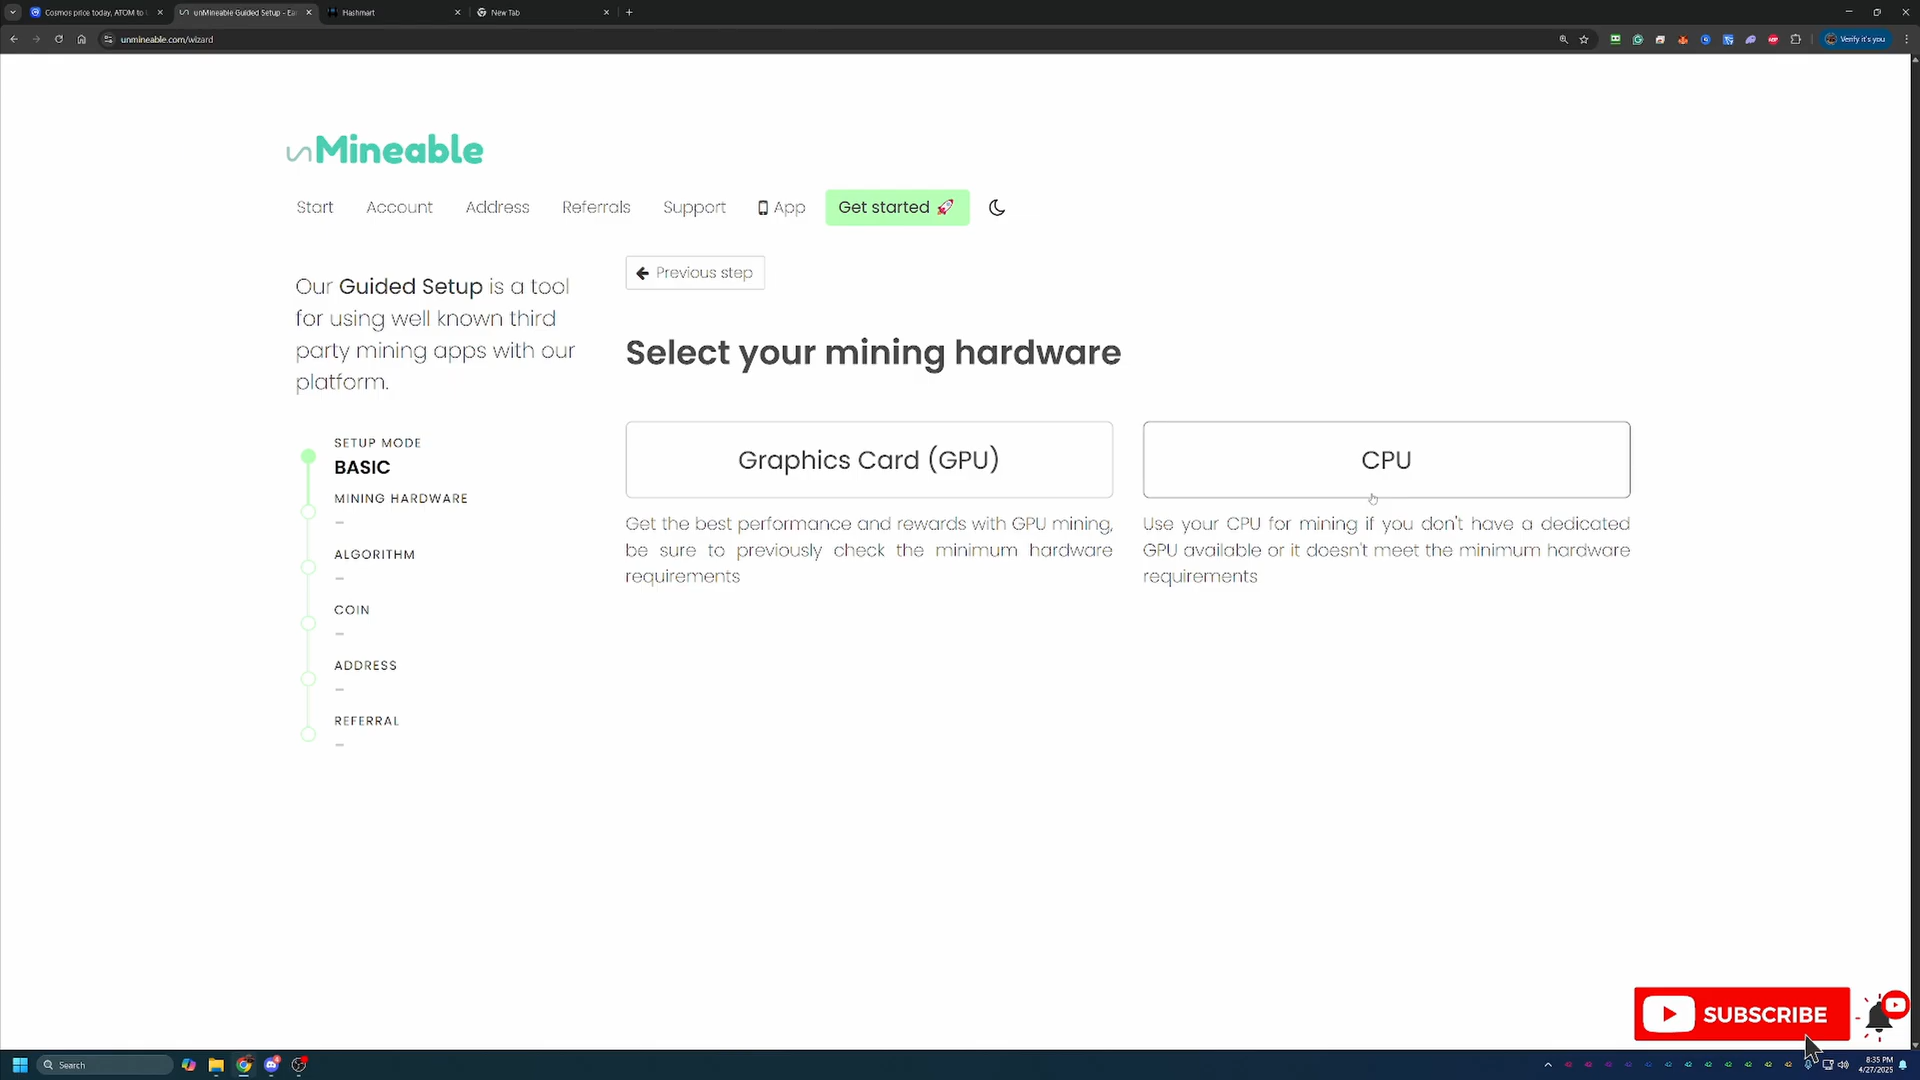 Cosmos price today, ATOM to
unMineable Guided Setup - Ea
Hashmart
New Tab
unmineable.com/wizard
Verify it's you
unMineable
Start
Account
Address
Referrals
Support
App
Get started 🚀
Our Guided Setup is a tool
for using well known third
party mining apps with our
platform.
SETUP MODE
BASIC
MINING HARDWARE
–
ALGORITHM
–
COIN
–
ADDRESS
–
REFERRAL
–
Previous step
Select your mining hardware
Graphics Card (GPU)
Get the best performance and rewards with GPU mining,
be sure to previously check the minimum hardware
requirements
CPU
Use your CPU for mining if you don't have a dedicated
GPU available or it doesn't meet the minimum hardware
requirements
SUBSCRIBE
Search
8:35 PM
4/27/2025